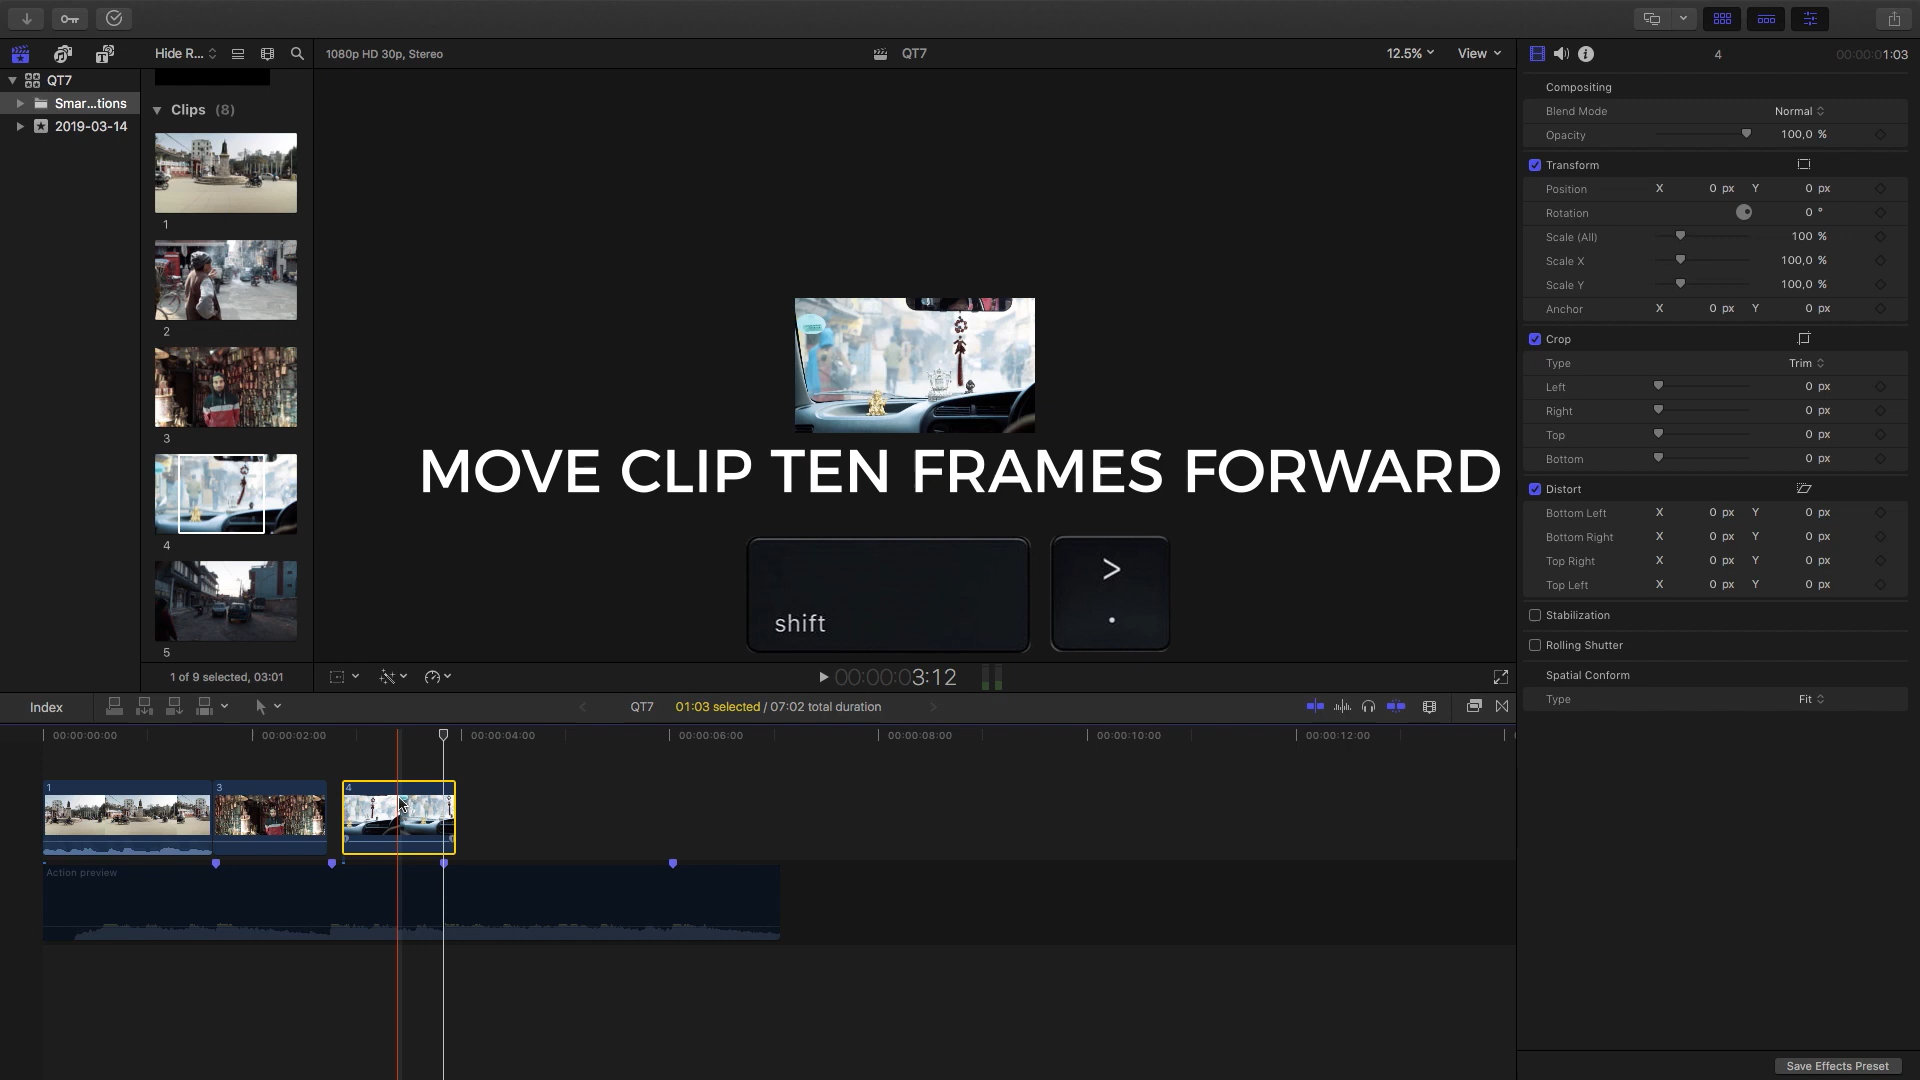 Hide R...
1080p HD 30p, Stereo
QT7
12.5%
View
4
00:00:01:03
QT7
Smar...tions
2019-03-14
Clips (8)
1
2
3
4
5
Compositing
Blend Mode Normal
Opacity 100,0 %
Transform
Position X 0 px Y 0 px
Rotation 0 °
Scale (All) 100 %
Scale X 100,0 %
Scale Y 100,0 %
Anchor X 0 px Y 0 px
Crop
Type Trim
Left 0 px
Right 0 px
Top 0 px
Bottom 0 px
Distort
Bottom Left X 0 px Y 0 px
Bottom Right X 0 px Y 0 px
Top Right X 0 px Y 0 px
Top Left X 0 px Y 0 px
Stabilization
Rolling Shutter
Spatial Conform
Type Fit
MOVE CLIP TEN FRAMES FORWARD
>
shift .
1 of 9 selected, 03:01
00:00:03:12
Index
QT7 01:03 selected / 07:02 total duration
00:00:00:00 00:00:02:00 00:00:04:00 00:00:06:00 00:00:08:00 00:00:10:00 00:00:12:00
1 3 4
Action preview
Save Effects Preset